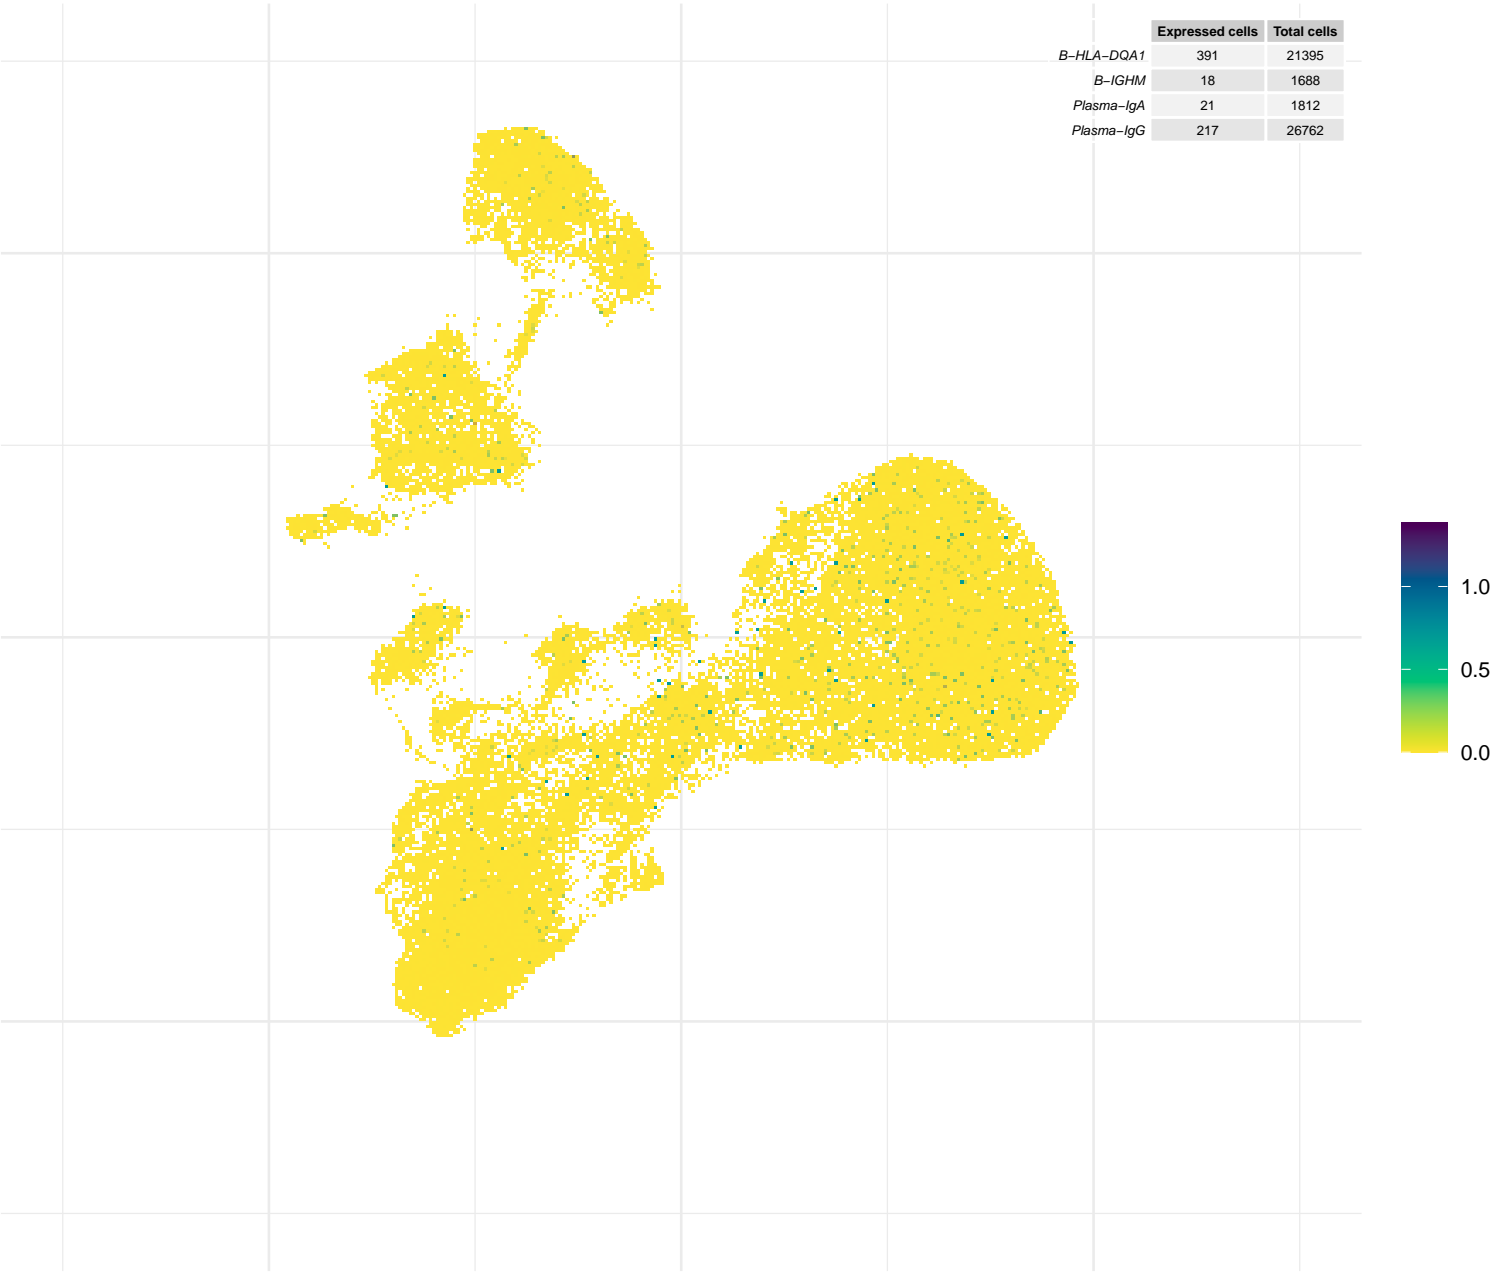 Expressed cells Total cells
B−HLA−DQA1 391 21395
B−IGHM 18 1688
Plasma−IgA 21 1812
Plasma−IgG 217 26762
1.0
0.5
0.0